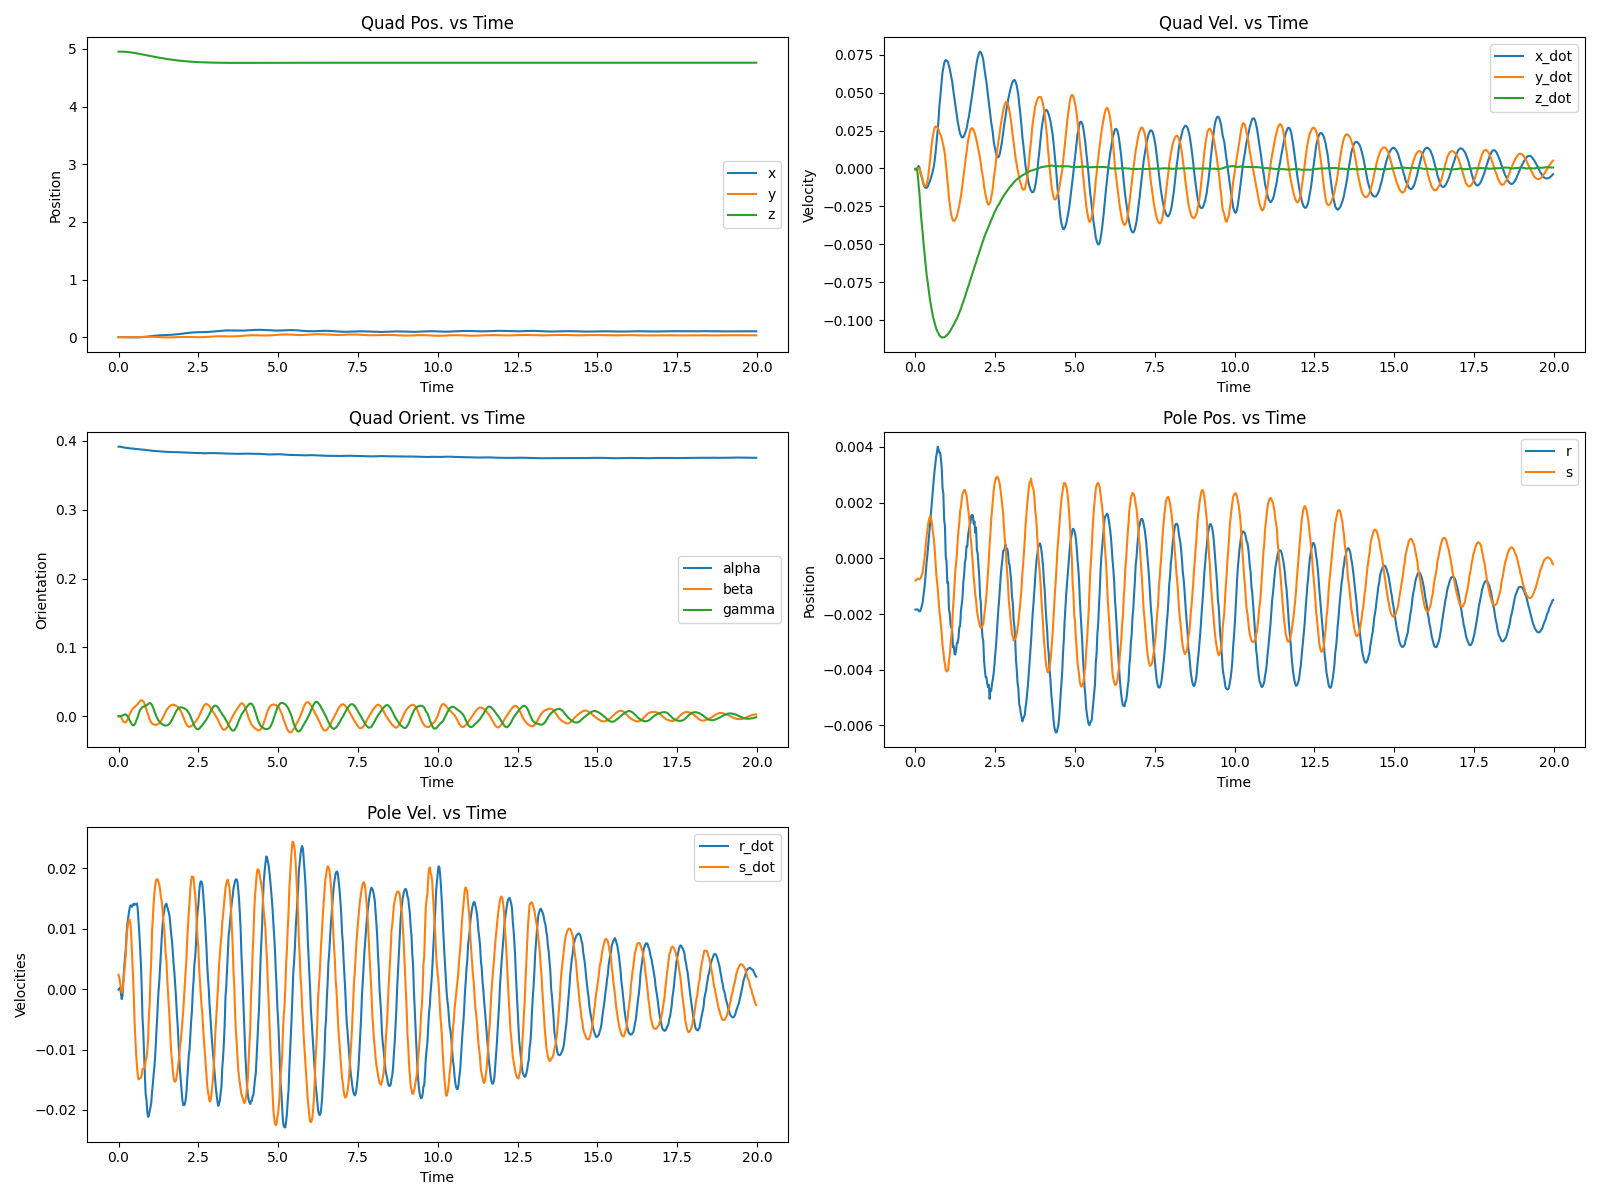 Quad Pos. vs Time
5
4
3
2
1
0
Position
x
y
z
0.0 2.5 5.0 7.5 10.0 12.5 15.0 17.5 20.0
Time
Quad Vel. vs Time
0.075
0.050
0.025
0.000
−0.025
−0.050
−0.075
−0.100
Velocity
x_dot
y_dot
z_dot
0.0 2.5 5.0 7.5 10.0 12.5 15.0 17.5 20.0
Time
Quad Orient. vs Time
0.4
0.3
0.2
0.1
0.0
Orientation
alpha
beta
gamma
0.0 2.5 5.0 7.5 10.0 12.5 15.0 17.5 20.0
Time
Pole Pos. vs Time
0.004
0.002
0.000
−0.002
−0.004
−0.006
Position
r
s
0.0 2.5 5.0 7.5 10.0 12.5 15.0 17.5 20.0
Time
Pole Vel. vs Time
0.02
0.01
0.00
−0.01
−0.02
Velocities
r_dot
s_dot
0.0 2.5 5.0 7.5 10.0 12.5 15.0 17.5 20.0
Time